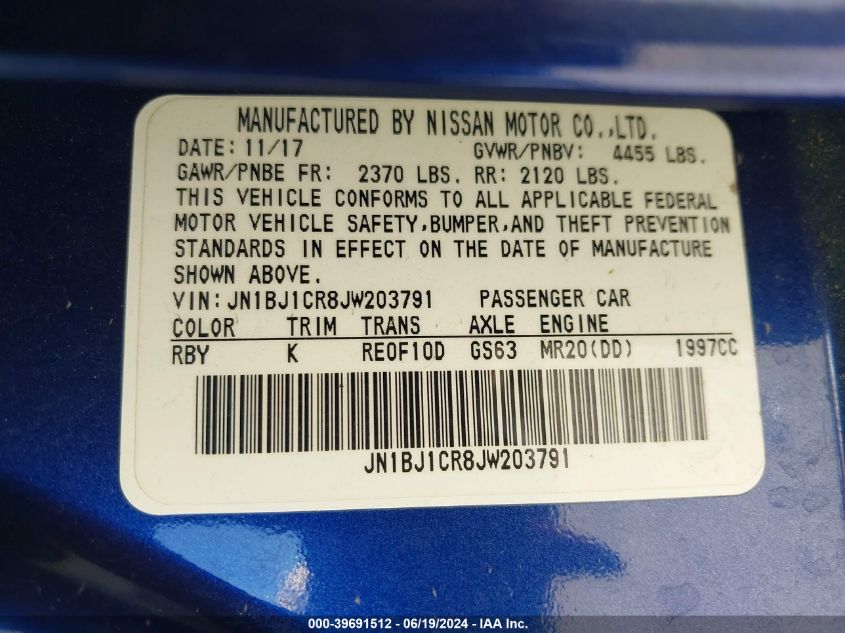 MANUFACTURED BY NISSAN MOTOR CO.,LTD.
DATE: 11/17 GVWR/PNBV: 4455 LBS.
GAWR/PNBE FR: 2370 LBS. RR: 2120 LBS.
THIS VEHICLE CONFORMS TO ALL APPLICABLE FEDERAL
MOTOR VEHICLE SAFETY,BUMPER,AND THEFT PREVENTION
STANDARDS IN EFFECT ON THE DATE OF MANUFACTURE
SHOWN ABOVE.
VIN: JN1BJ1CR8JW203791 PASSENGER CAR
COLOR TRIM TRANS AXLE ENGINE
RBY K RE0F10D GS63 MR20(DD) 1997CC
JN1BJ1CR8JW203791
000-39691512 - 06/19/2024 - IAA Inc.